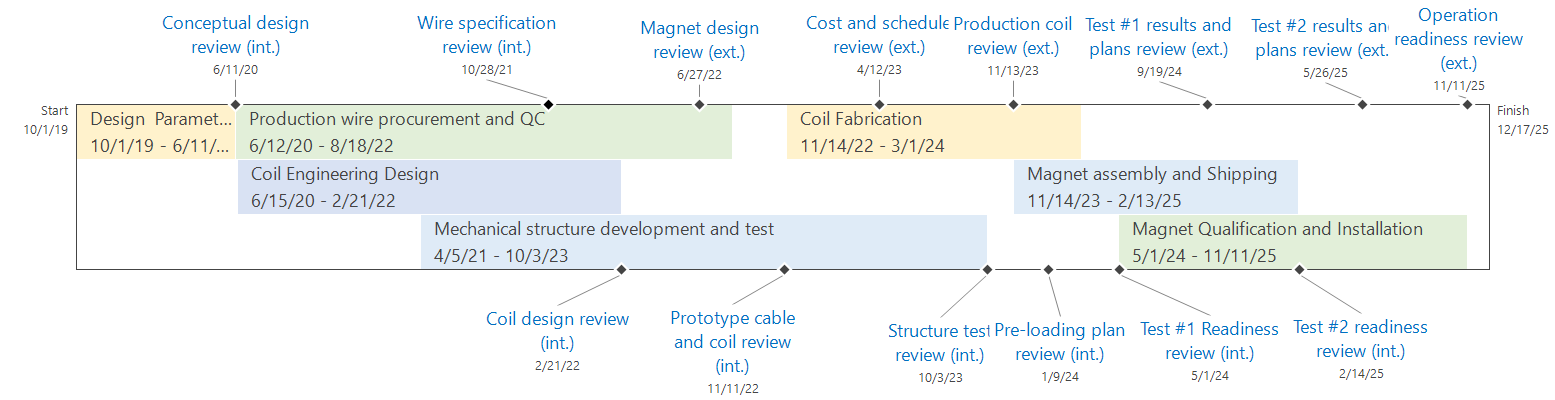 Conceptual design
review (int.)
6/11/20
Wire specification
review (int.)
10/28/21
Magnet design
review (ext.)
6/27/22
Cost and schedule
review (ext.)
4/12/23
Production coil
review (ext.)
11/13/23
Test #1 results and
plans review (ext.)
9/19/24
Test #2 results an
plans review (ext.
5/26/25
Operation
readiness review
(ext.)
11/11/25
Start
10/1/19
Design Paramet...
10/1/19 - 6/11/...
Production wire procurement and QC
6/12/20 - 8/18/22
Coil Fabrication
11/14/22 - 3/1/24
Finish
12/17/25
Coil Engineering Design
6/15/20 - 2/21/22
Magnet assembly and Shipping
11/14/23 - 2/13/25
Mechanical structure development and test
4/5/21 - 10/3/23
Magnet Qualification and Installation
5/1/24 - 11/11/25
Coil design review
(int.)
2/21/22
Prototype cable
and coil review
(int.)
11/11/22
Structure test
review (int.)
10/3/23
Pre-loading plan
review (int.)
1/9/24
Test #1 Readiness
review (int.)
5/1/24
Test #2 readiness
review (int.)
2/14/25